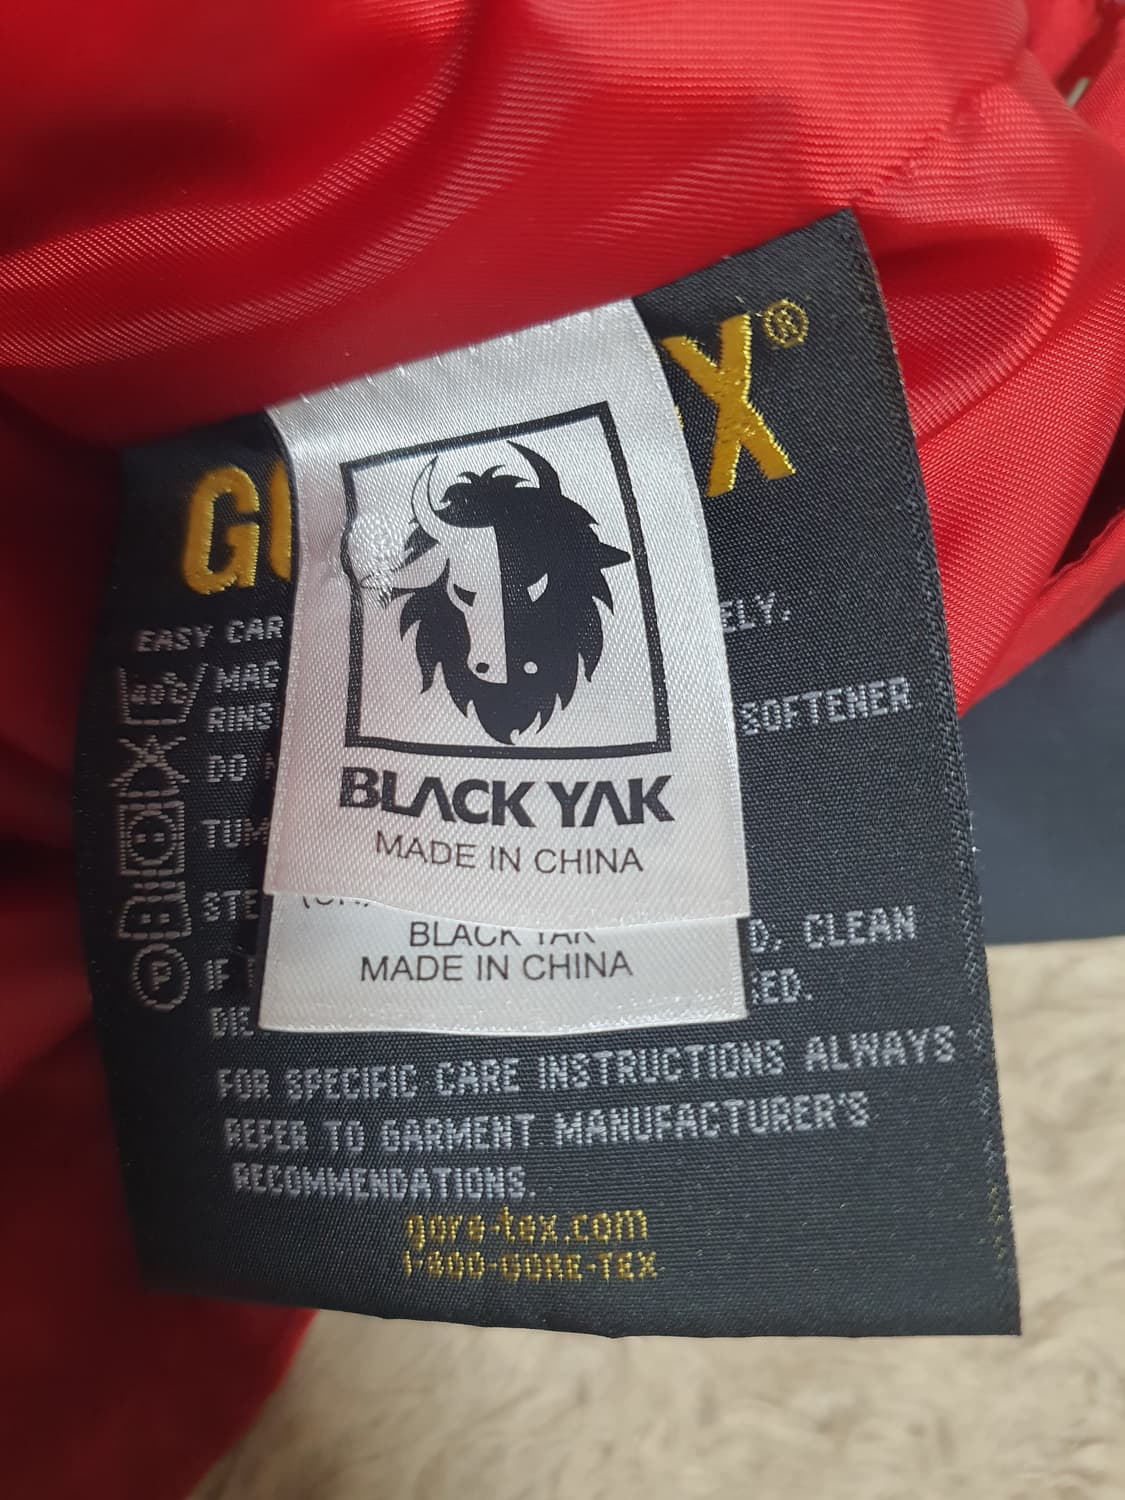 X®
EASY CAR
ELY.
MAC
RINS
SOFTENER
DO
TUM
STE
D. CLEAN
IF
RED.
BLACK YAK
MADE IN CHINA
BLACK YAK
MADE IN CHINA
FOR SPECIFIC CARE INSTRUCTIONS ALWAYS
REFER TO GARMENT MANUFACTURER'S
RECOMMENDATIONS.
gore-tex.com
1-800-GORE-TEX